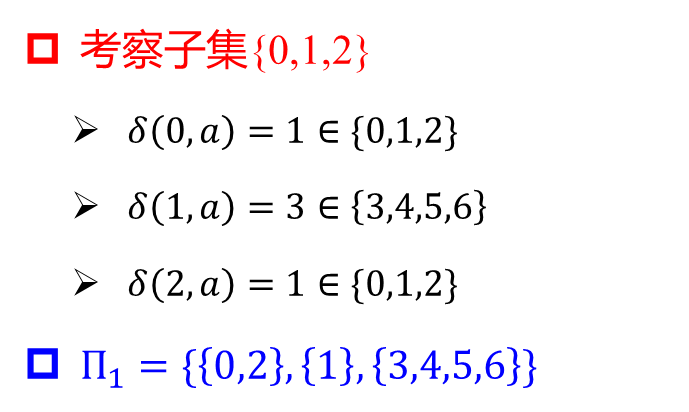 考察子集{0,1,2}
δ(0,a) = 1 ∈ {0,1,2}
δ(1,a) = 3 ∈ {3,4,5,6}
δ(2,a) = 1 ∈ {0,1,2}
Π₁ = {{0,2},{1},{3,4,5,6}}